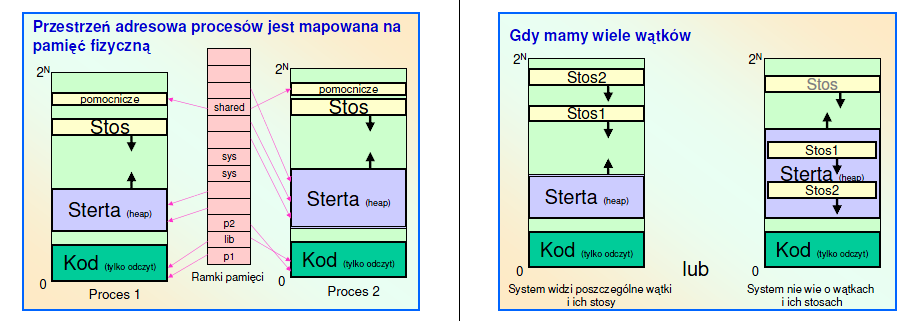 Przestrzeń adresowa procesów jest mapowana na
pamięć fizyczną
2N
pomocnicze
Stos
Sterta (heap)
Kod (tylko odczyt)
0
Proces 1
shared
sys
sys
p2
lib
p1
Ramki pamięci
2N
pomocnicze
Stos
Sterta (heap)
Kod (tylko odczyt)
0
Proces 2
Gdy mamy wiele wątków
2N
Stos2
Stos1
Sterta (heap)
Kod (tylko odczyt)
0
System widzi poszczególne wątki
i ich stosy
lub
2N
Stos
Stos1
Sterta (heap)
Stos2
Kod (tylko odczyt)
0
System nie wie o wątkach
i ich stosach